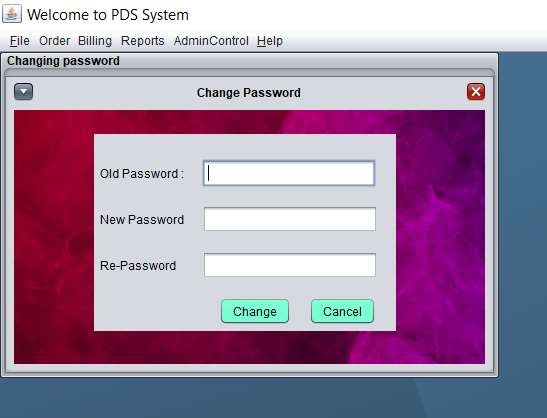 Welcome to PDS System
File Order Billing Reports AdminControl Help
Changing password
Change Password
Old Password :
New Password
Re-Password
Change Cancel